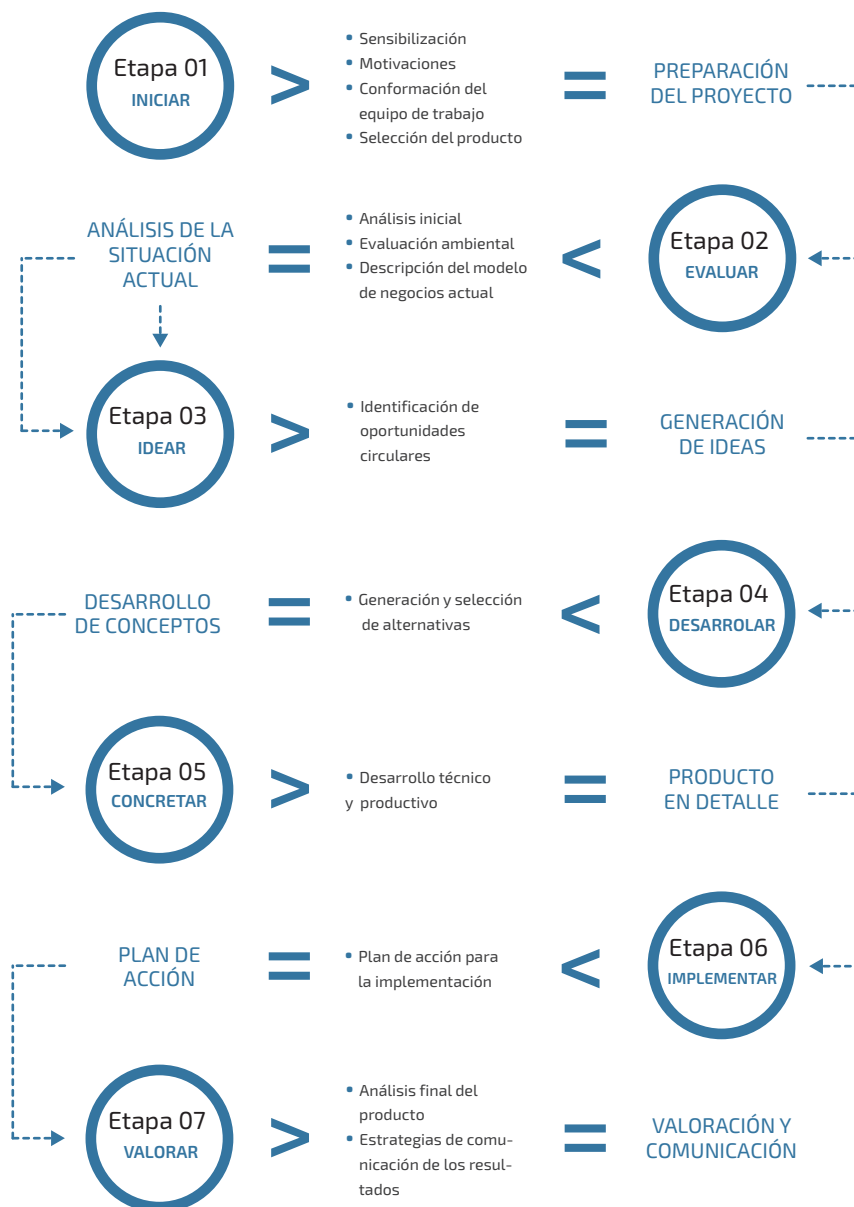 Etapa 01
INICIAR
>
• Sensibilización
• Motivaciones
• Conformación del
equipo de trabajo
• Selección del producto
=
PREPARACIÓN
DEL PROYECTO
Etapa 02
EVALUAR
<
• Análisis inicial
• Evaluación ambiental
• Descripción del modelo
de negocios actual
=
ANÁLISIS DE LA
SITUACIÓN
ACTUAL
Etapa 03
IDEAR
>
• Identificación de
oportunidades
circulares
=
GENERACIÓN
DE IDEAS
Etapa 04
DESARROLAR
<
• Generación y selección
de alternativas
=
DESARROLLO
DE CONCEPTOS
Etapa 05
CONCRETAR
>
• Desarrollo técnico
y productivo
=
PRODUCTO
EN DETALLE
Etapa 06
IMPLEMENTAR
<
• Plan de acción para
la implementación
=
PLAN DE
ACCIÓN
Etapa 07
VALORAR
>
• Análisis final del
producto
• Estrategias de comu-
nicación de los resul-
tados
=
VALORACIÓN Y
COMUNICACIÓN